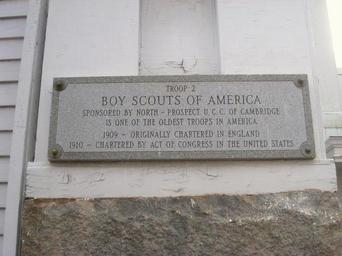 TROOP 2
BOY SCOUTS OF AMERICA
SPONSORED BY NORTH - PROSPECT U.C.C. OF CAMBRIDGE
IS ONE OF THE OLDEST TROOPS IN AMERICA
1909 - ORIGINALLY CHARTERED IN ENGLAND
1910 - CHARTERED BY ACT OF CONGRESS IN THE UNITED STATES